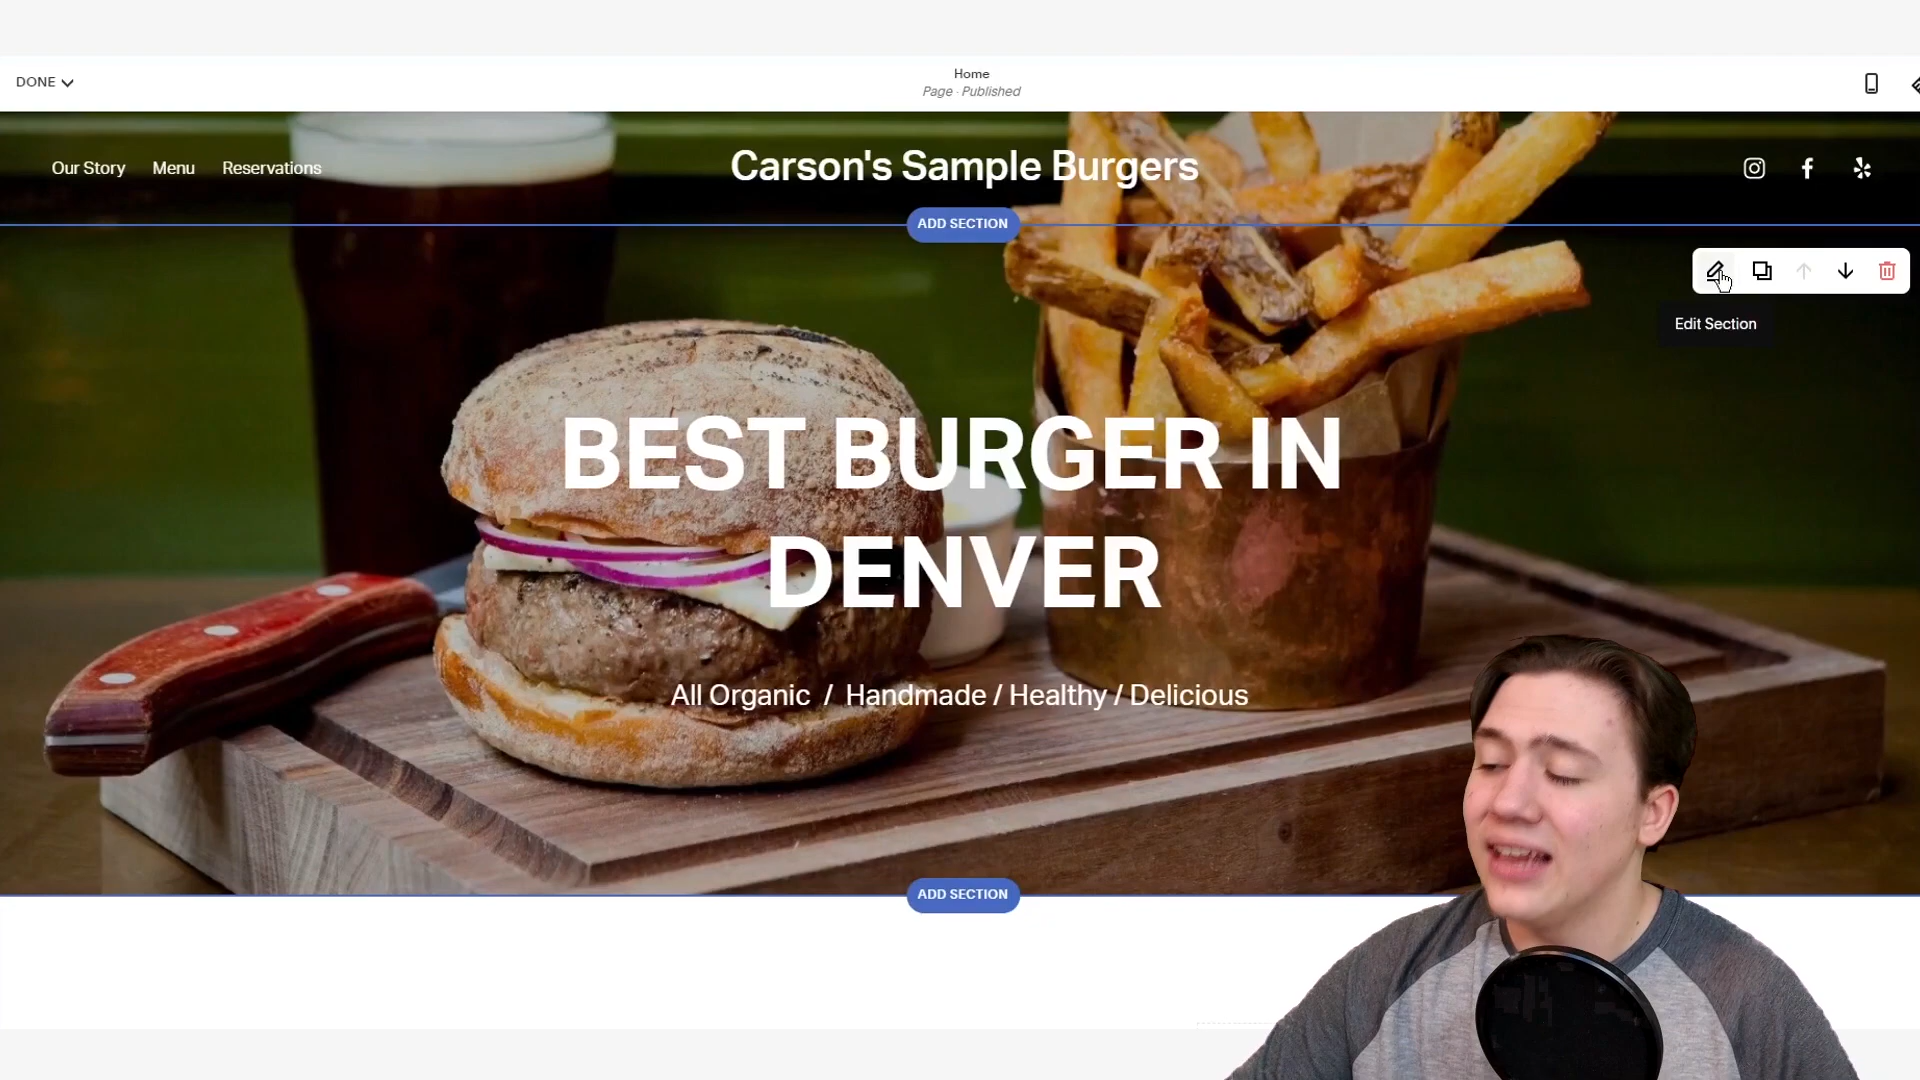 DONE
Home
Page · Published
Our Story Menu Reservations
Carson's Sample Burgers
ADD SECTION
Edit Section
BEST BURGER IN
DENVER
All Organic / Handmade / Healthy / Delicious
ADD SECTION